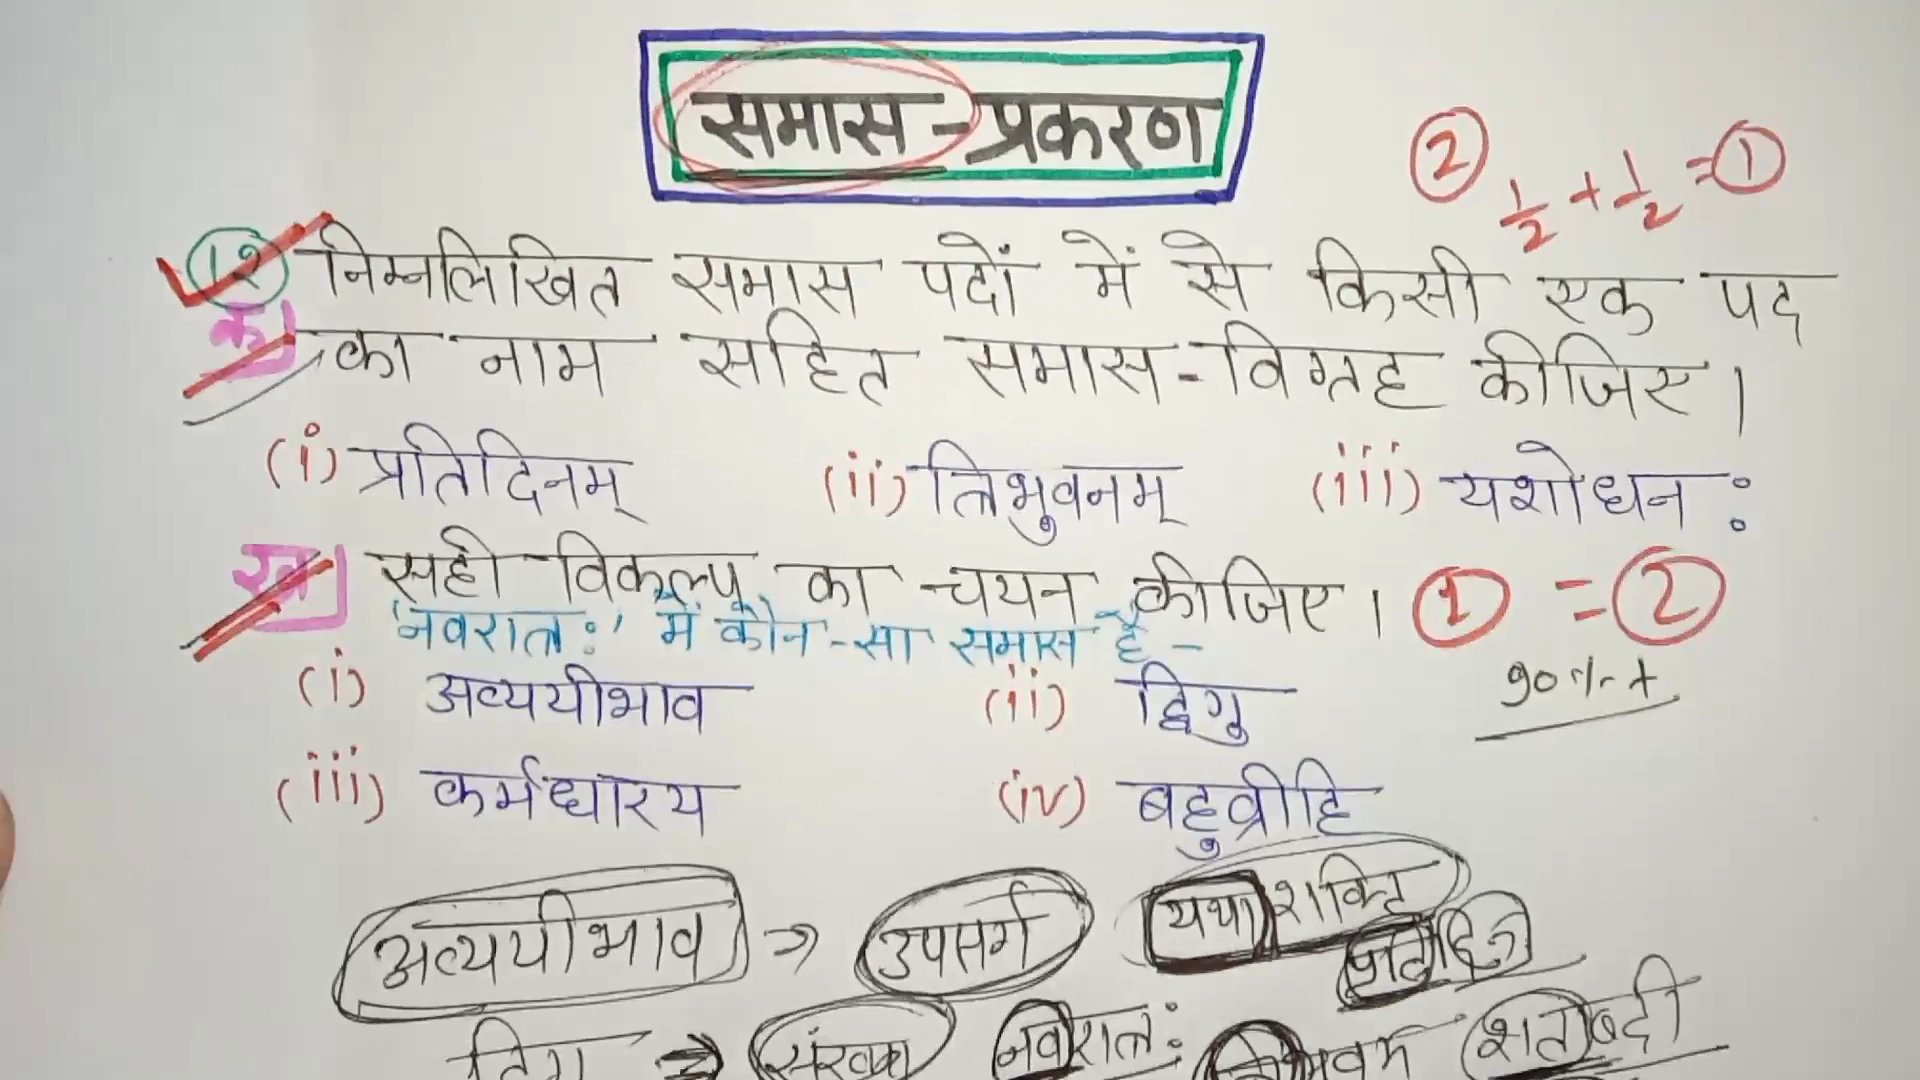 समास-प्रकरण
② 1/2 + 1/2 = ①
१२ निम्नलिखित समास पदों में से किसी एक पद
क) का नाम सहित समास-विग्रह कीजिए।
(i) प्रतिदिनम् (ii) त्रिभुवनम् (iii) यशोधन:
ख) सही विकल्प का चयन कीजिए। ① = ②
'नवरात्र:' में कौन-सा समास है -
90%+
(i) अव्ययीभाव (ii) द्विगु
(iii) कर्मधारय (iv) बहुव्रीहि
अव्ययीभाव ⇒ उपसर्ग यथाशक्ति
द्विगु ⇒ संख्या नवरात्र: शताब्दी